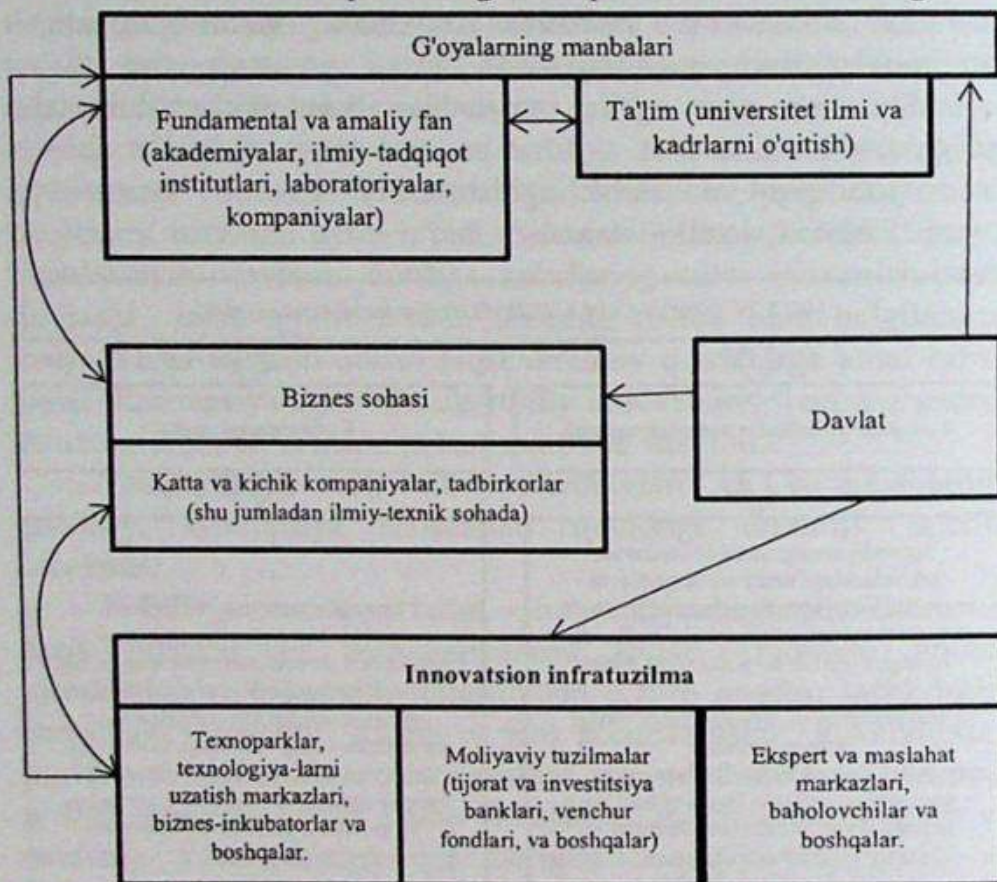 G'oyalarning manbalari
Fundamental va amaliy fan
(akademiyalar, ilmiy-tadqiqot
institutlari, laboratoriyalar,
kompaniyalar)
Ta'lim (universitet ilmi va
kadrlarni o'qitish)
Biznes sohasi
Katta va kichik kompaniyalar, tadbirkorlar
(shu jumladan ilmiy-texnik sohada)
Davlat
Innovatsion infratuzilma
Texnoparklar,
texnologiya-larni
uzatish markazlari,
biznes-inkubatorlar va
boshqalar.
Moliyaviy tuzilmalar
(tijorat va investitsiya
banklari, venchur
fondlari, va boshqalar)
Ekspert va maslahat
markazlari,
baholovchilar va
boshqalar.